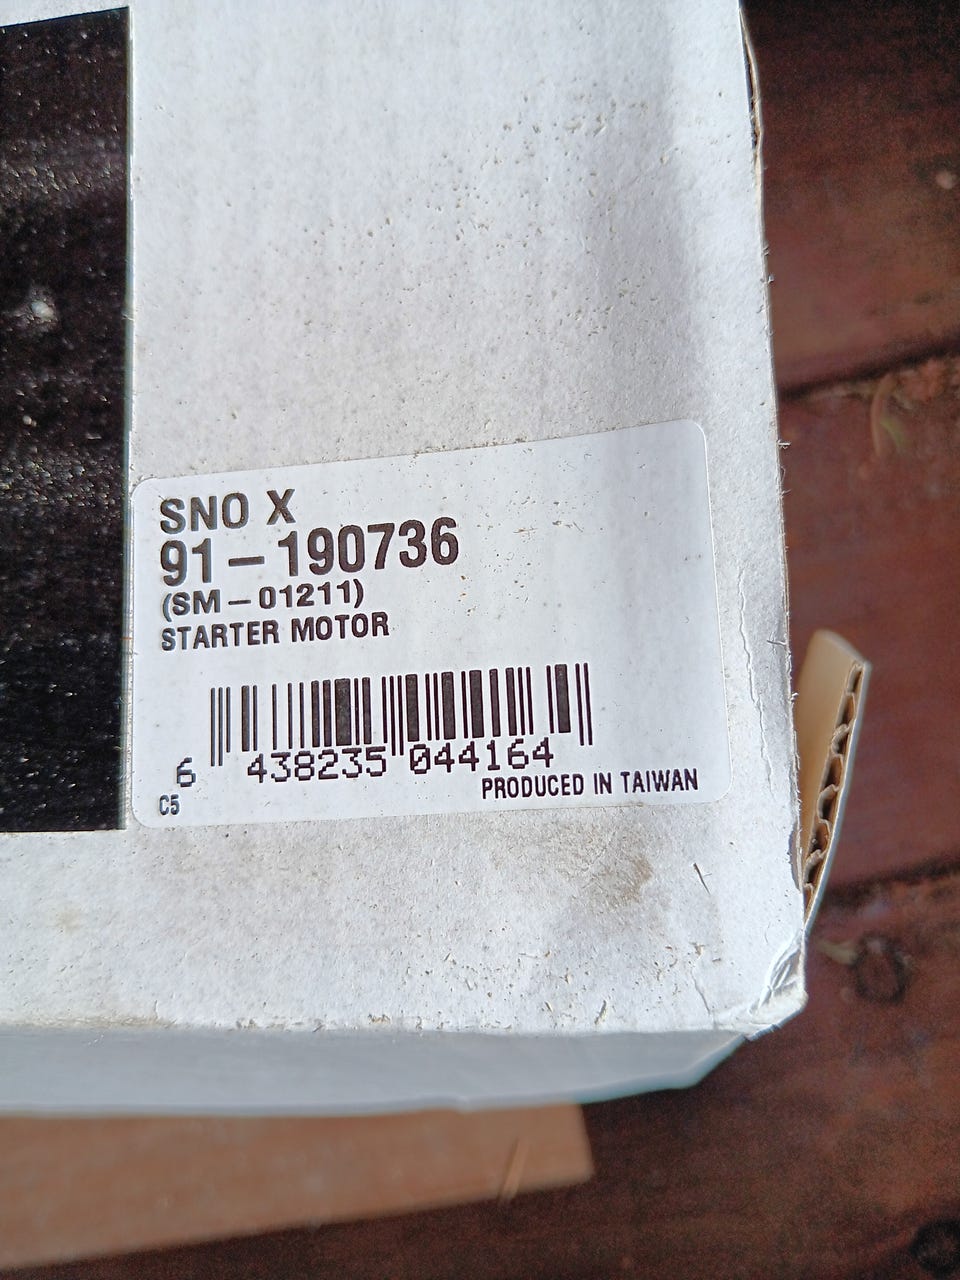 SNO X
91-190736
(SM-01211)
STARTER MOTOR
6 438235 044164
PRODUCED IN TAIWAN
C5